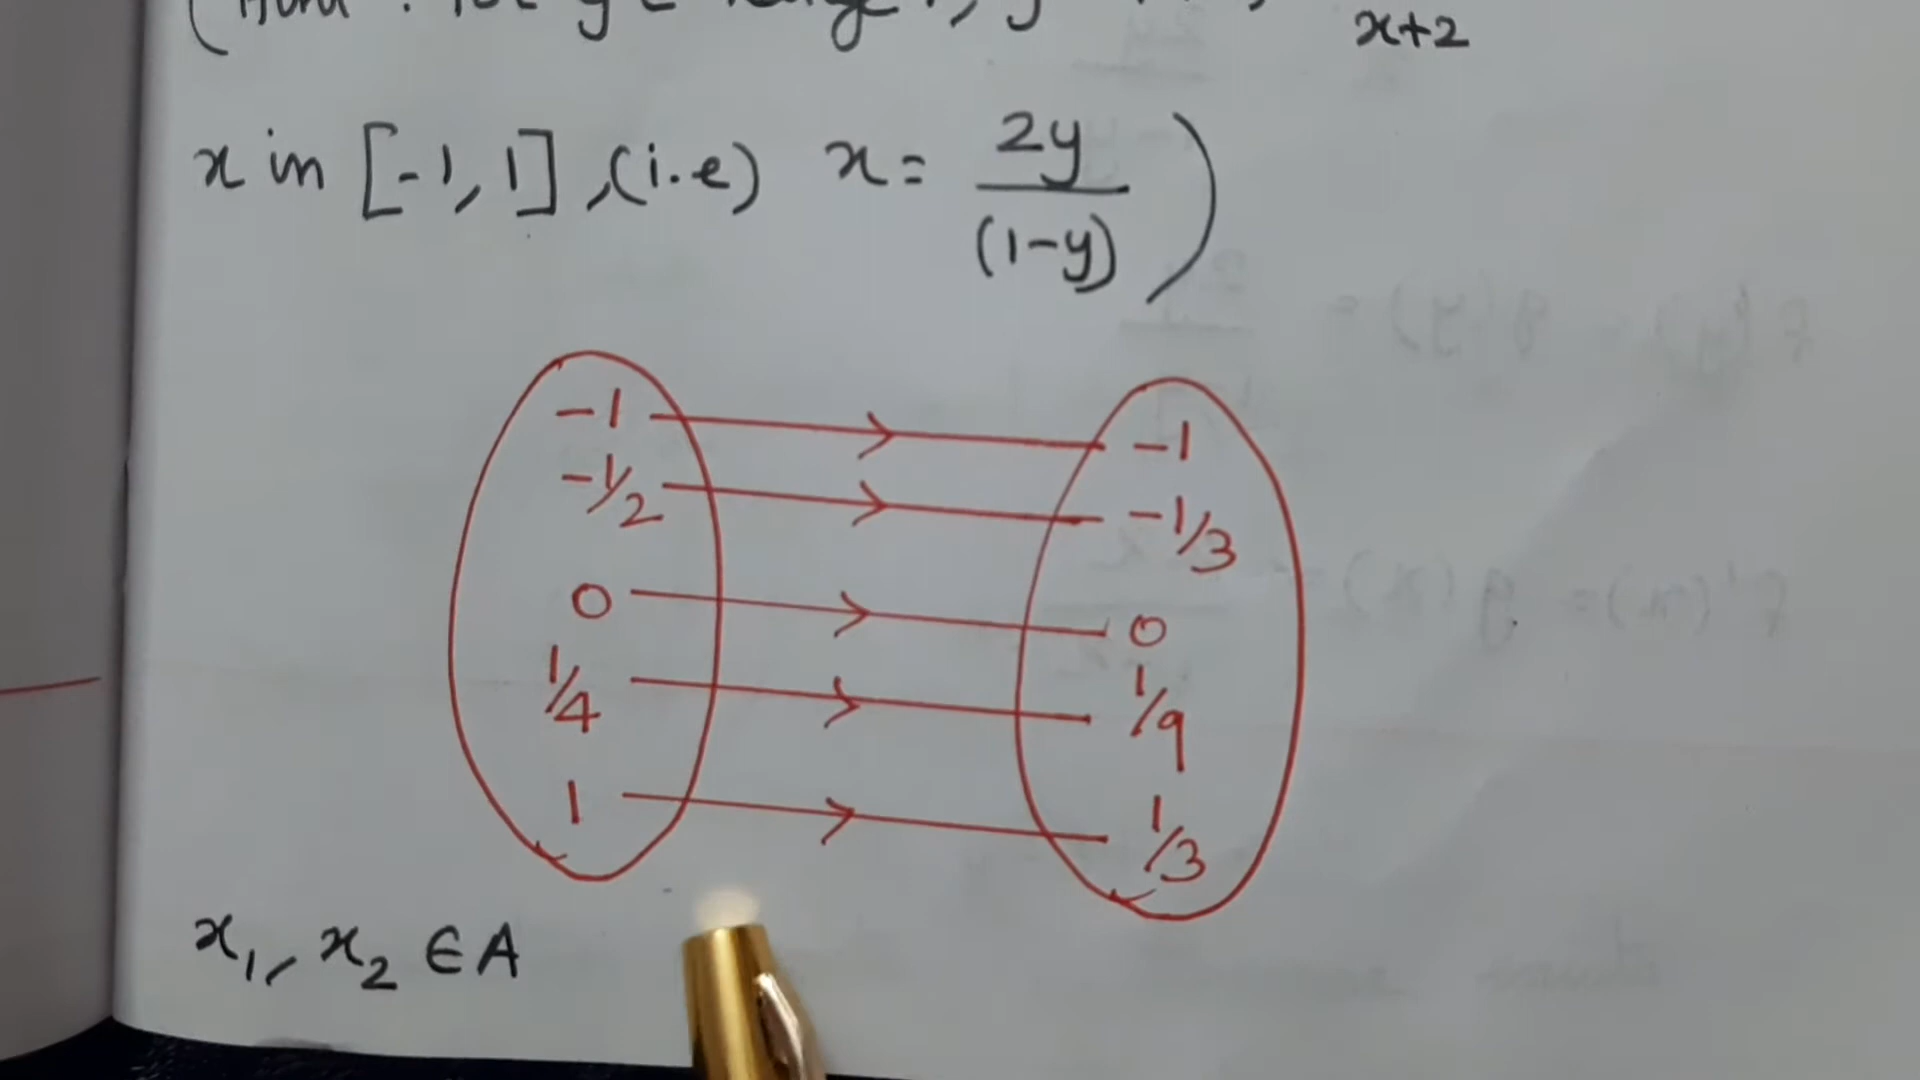 x+2
x in [-1, 1], (i.e) x = 2y/(1-y) )
-1 -1
-1/2 -1/3
0 0
1/4 1/9
1 1/3
x₁, x₂ ∈ A